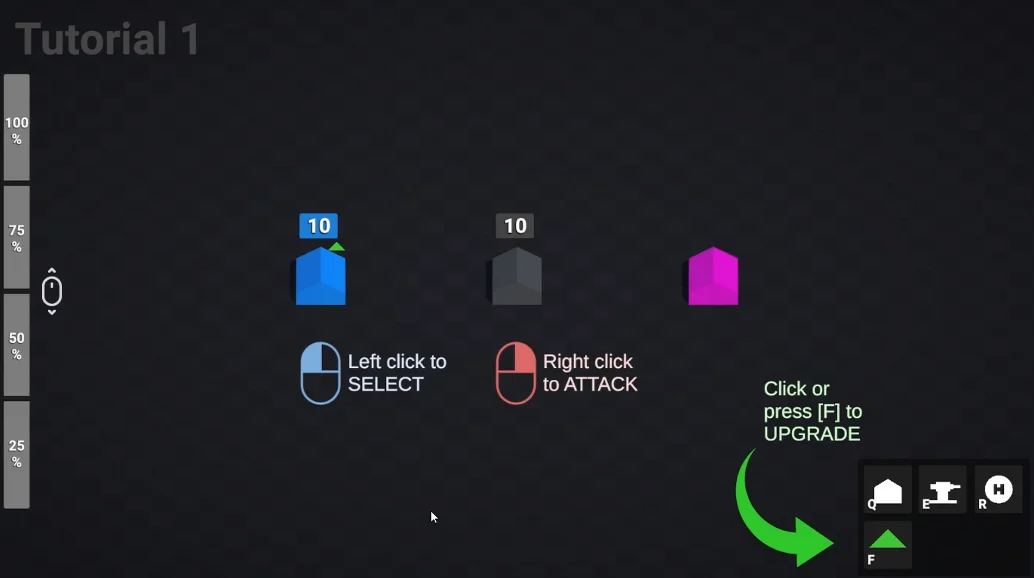 Tutorial 1
100
%
75
%
50
%
25
%
10
10
Left click to
SELECT
Right click
to ATTACK
Click or
press [F] to
UPGRADE
Q
E
R
H
F